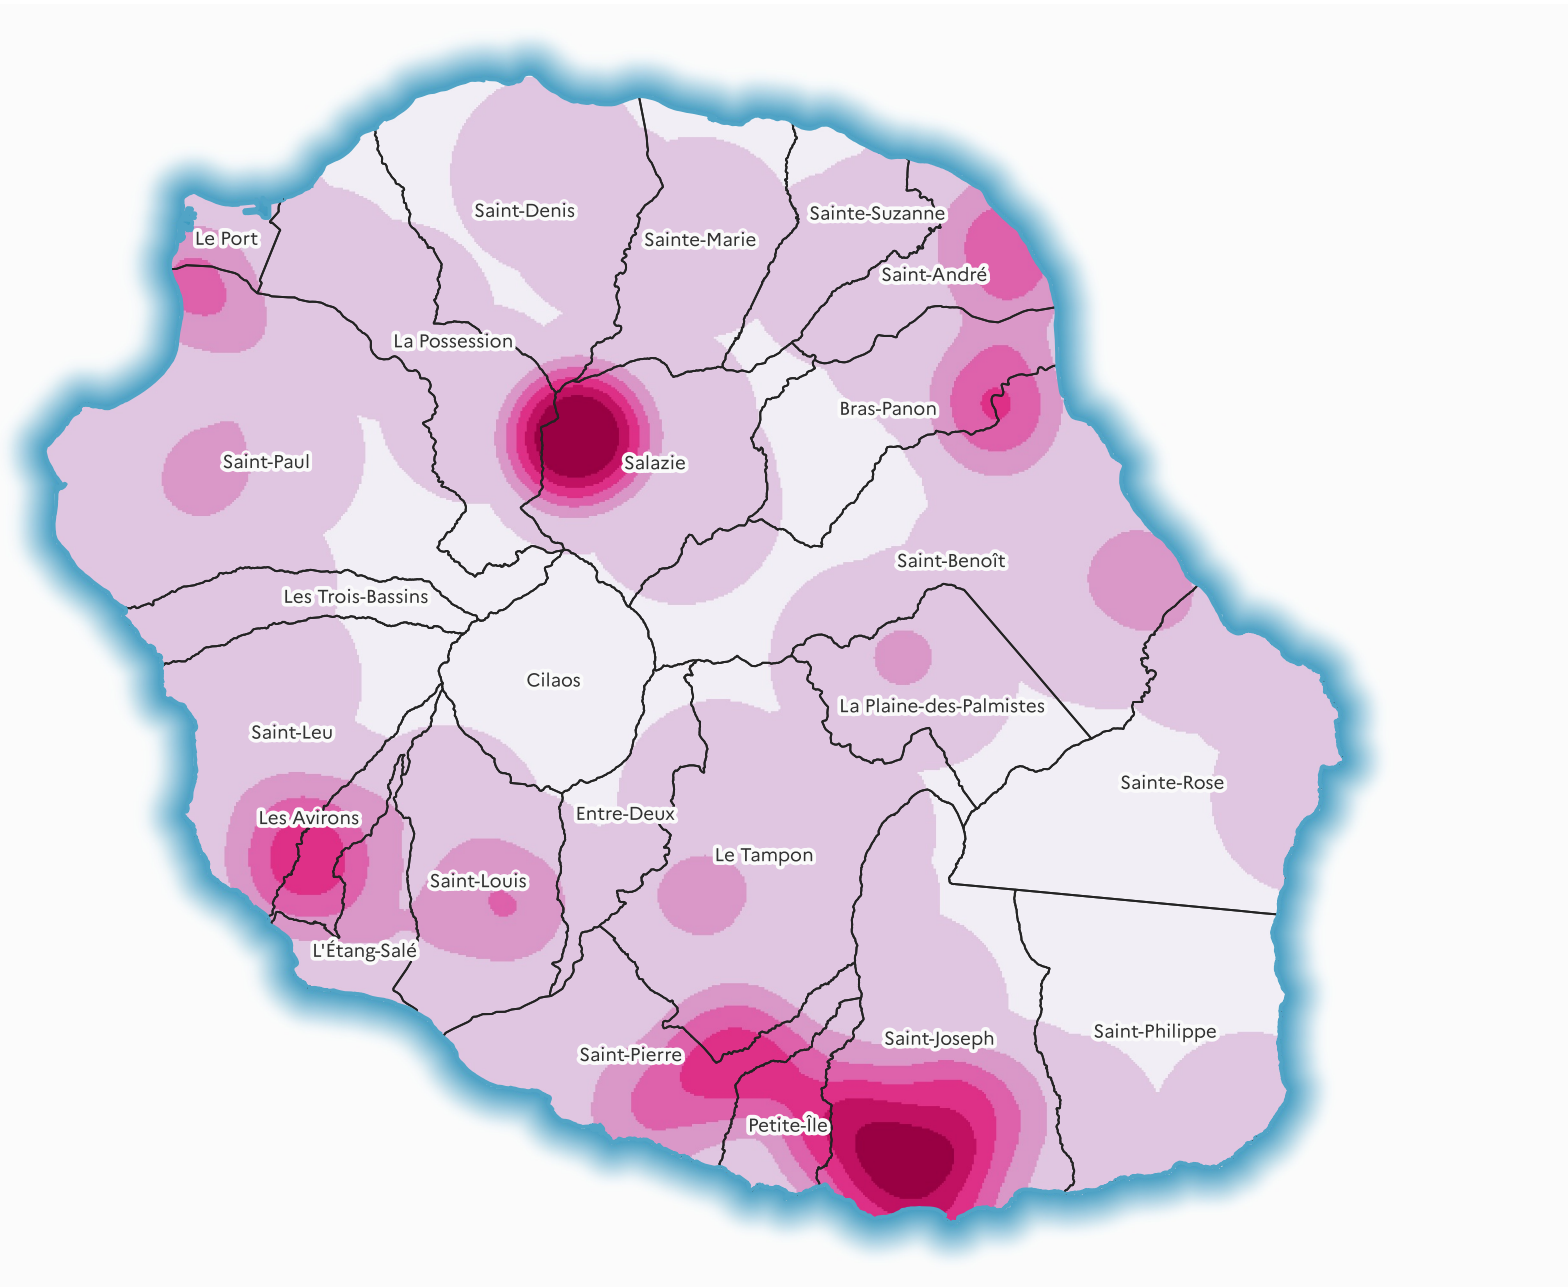 Saint-Denis
Sainte-Suzanne
Le Port
Sainte-Marie
Saint-André
La Possession
Bras-Panon
Saint-Paul
Salazie
Saint-Benoît
Les Trois-Bassins
Cilaos
La Plaine-des-Palmistes
Saint-Leu
Sainte-Rose
Les Avirons
Entre-Deux
Le Tampon
Saint-Louis
L'Étang-Salé
Saint-Philippe
Saint-Joseph
Saint-Pierre
Petite-Île